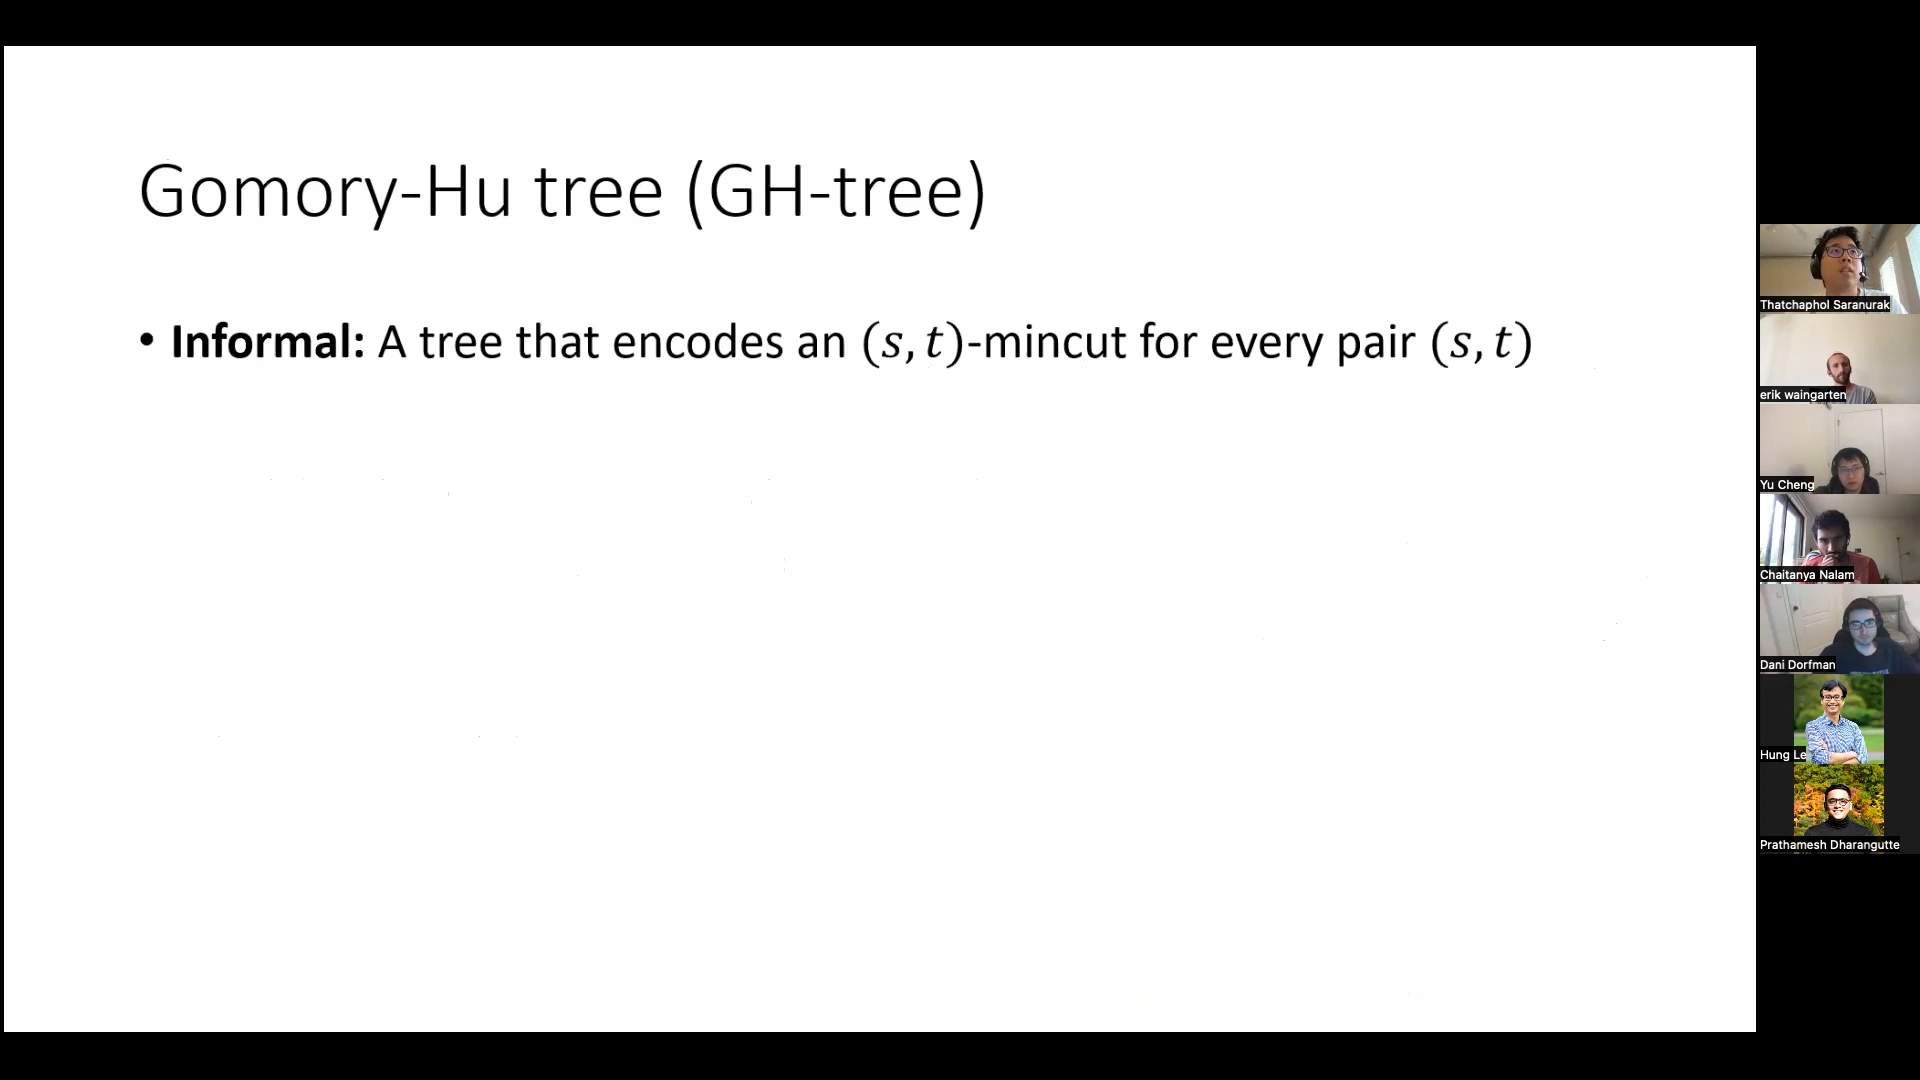 Gomory-Hu tree (GH-tree)
• Informal: A tree that encodes an (s, t)-mincut for every pair (s, t)
Thatchaphol Saranurak
erik waingarten
Yu Cheng
Chaitanya Nalam
Dani Dorfman
Hung Le
Prathamesh Dharangutte